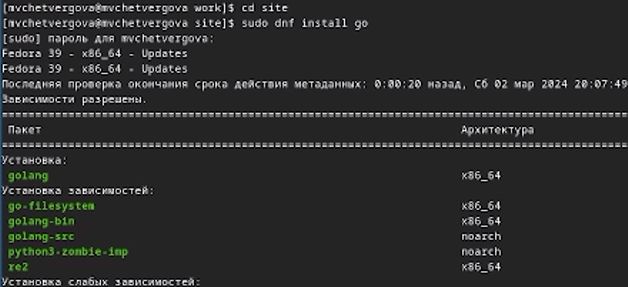 [mvchetvergova@mvchetvergova work]$ cd site
[mvchetvergova@mvchetvergova site]$ sudo dnf install go
[sudo] пароль для mvchetvergova:
Fedora 39 - x86_64 - Updates
Fedora 39 - x86_64 - Updates
Последняя проверка окончания срока действия метаданных: 0:00:20 назад, Сб 02 мар 2024 20:07:49
Зависимости разрешены.
Пакет Архитектура
Установка:
golang x86_64
Установка зависимостей:
go-filesystem x86_64
golang-bin x86_64
golang-src noarch
python3-zombie-imp noarch
re2 x86_64
Установка слабых зависимостей: